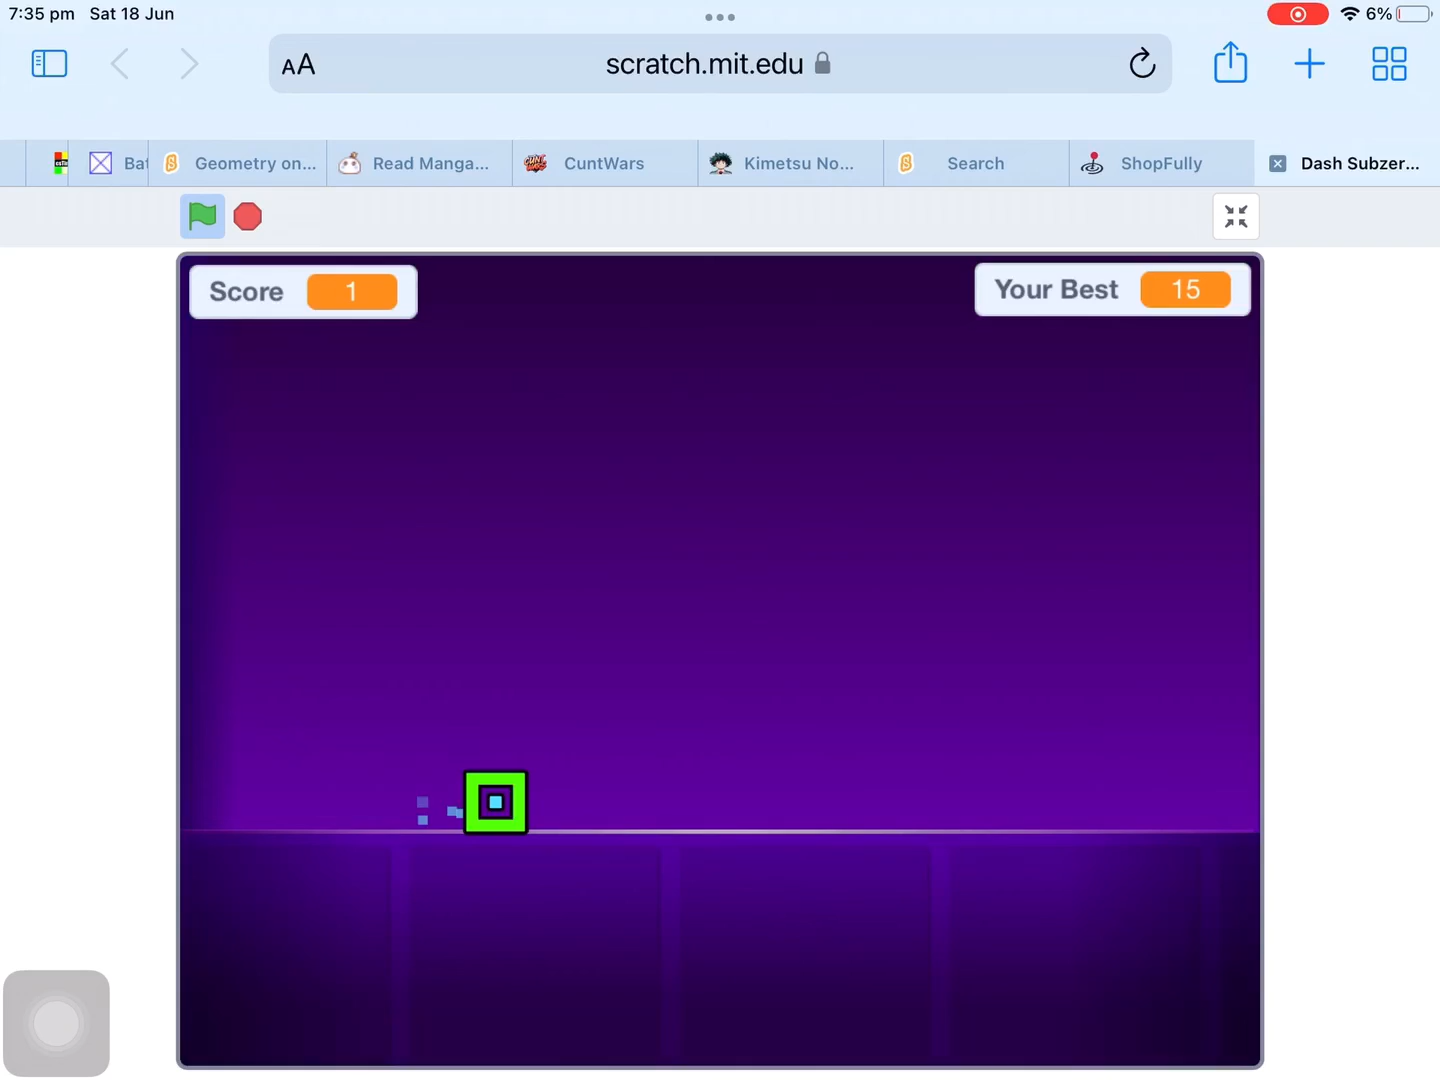 7:35 pm Sat 18 Jun
6%
AA scratch.mit.edu
Bat Geometry on... Read Manga... CuntWars Kimetsu No... Search ShopFully Dash Subzer...
Score 1
Your Best 15